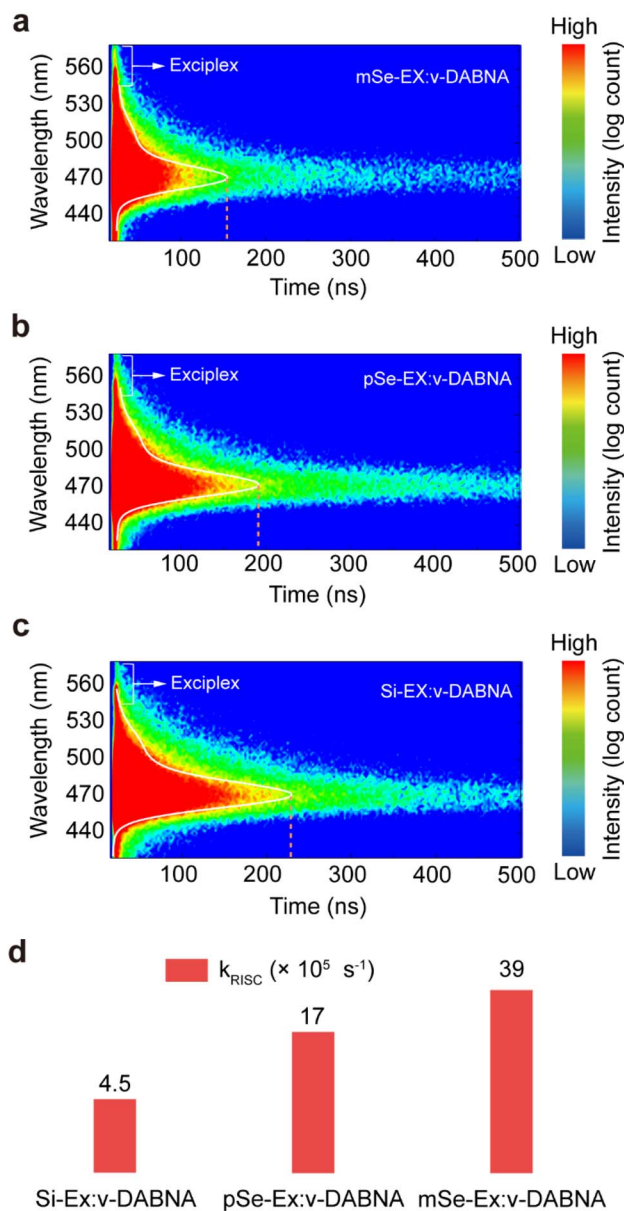 a
High
560
Exciplex
mSe-EX:v-DABNA
530
500
470
440
Wavelength (nm)
Intensity (log count)
100 200 300 400 500
Low
Time (ns)
b
High
560
Exciplex
pSe-EX:v-DABNA
530
500
470
440
Wavelength (nm)
Intensity (log count)
100 200 300 400 500
Low
Time (ns)
c
High
560
Exciplex
Si-EX:v-DABNA
530
500
470
440
Wavelength (nm)
Intensity (log count)
Low
100 200 300 400 500
Time (ns)
d
k_RISC (× 10⁵ s⁻¹)
39
17
4.5
Si-Ex:v-DABNA pSe-Ex:v-DABNA mSe-Ex:v-DABNA